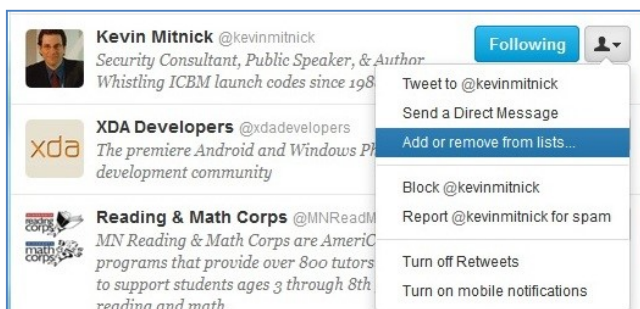 Kevin Mitnick @kevinmitnick
Security Consultant, Public Speaker, & Author
Whistling ICBM launch codes since
Following
XDA Developers @xdadevelopers
xda
The premiere Android and Windows
development community
Reading & Math Corps
reading corps
math corps
MN Reading & Math Corps are
programs that provide over 800 tutors
to support students ages 3 through 8th
reading and math
Tweet to @kevinmitnick
Send a Direct Message
Add or remove from lists...
Block @kevinmitnick
Report @kevinmitnick for spam
Turn off Retweets
Turn on mobile notifications